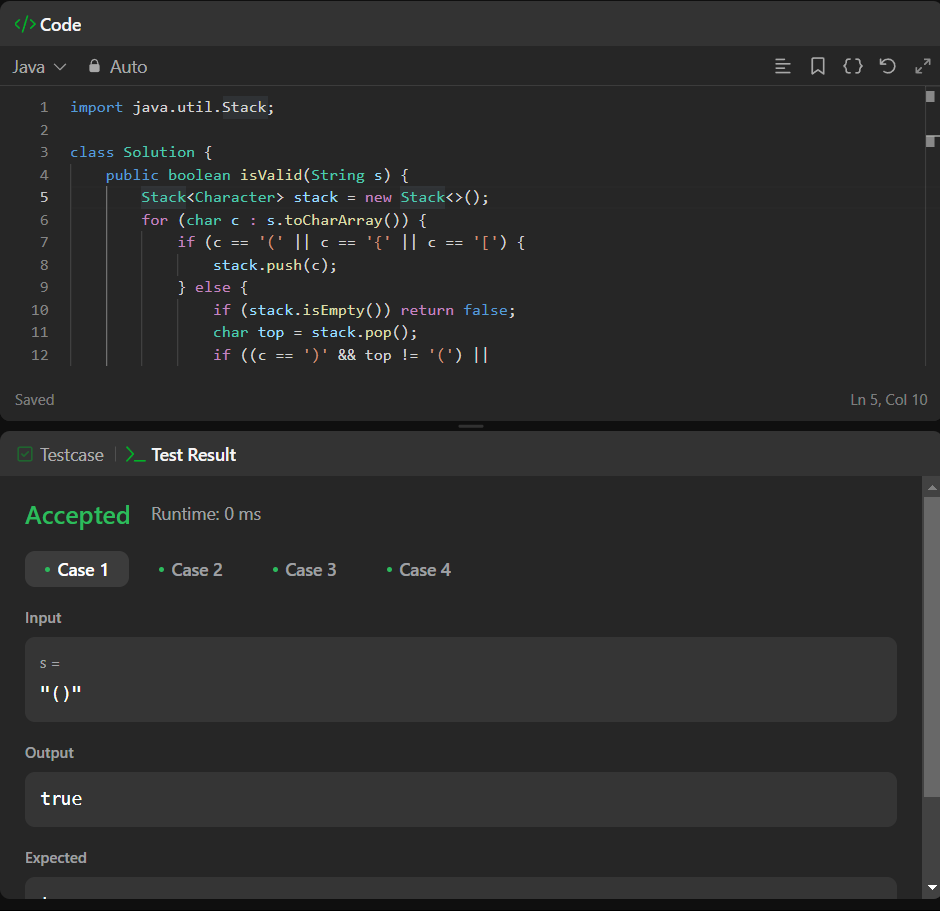 </> Code
Java Auto
1 import java.util.Stack;
2
3 class Solution {
4 public boolean isValid(String s) {
5 Stack<Character> stack = new Stack<>();
6 for (char c : s.toCharArray()) {
7 if (c == '(' || c == '{' || c == '[') {
8 stack.push(c);
9 } else {
10 if (stack.isEmpty()) return false;
11 char top = stack.pop();
12 if ((c == ')' && top != '(') ||
Saved Ln 5, Col 10
Testcase Test Result
Accepted Runtime: 0 ms
Case 1 Case 2 Case 3 Case 4
Input
s =
"()"
Output
true
Expected